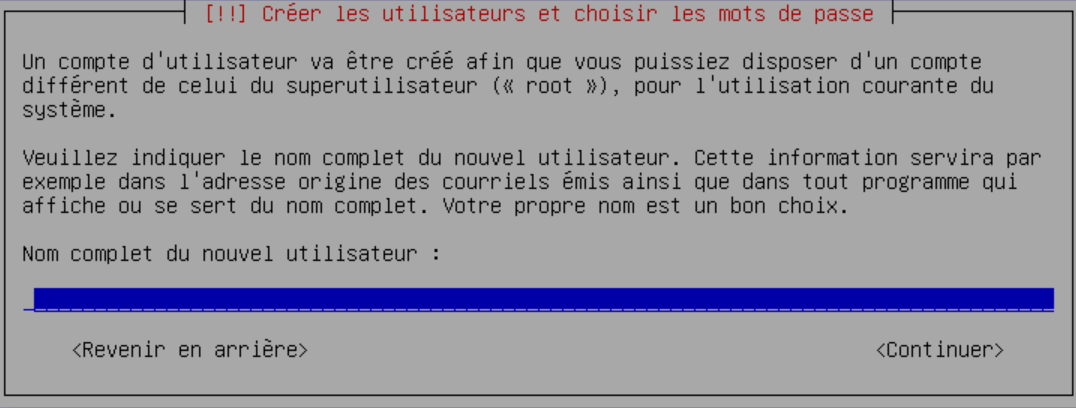 [!!] Créer les utilisateurs et choisir les mots de passe
Un compte d'utilisateur va être créé afin que vous puissiez disposer d'un compte
différent de celui du superutilisateur (« root »), pour l'utilisation courante du
système.
Veuillez indiquer le nom complet du nouvel utilisateur. Cette information servira par
exemple dans l'adresse origine des courriels émis ainsi que dans tout programme qui
affiche ou se sert du nom complet. Votre propre nom est un bon choix.
Nom complet du nouvel utilisateur :
<Revenir en arrière> <Continuer>